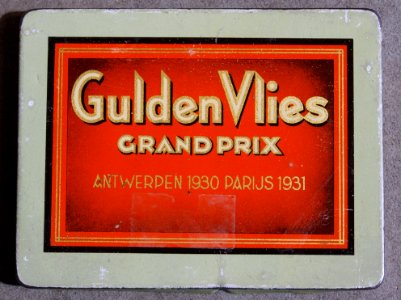 Gulden Vlies
GRAND PRIX
ANTWERPEN 1930 PARIJS 1931